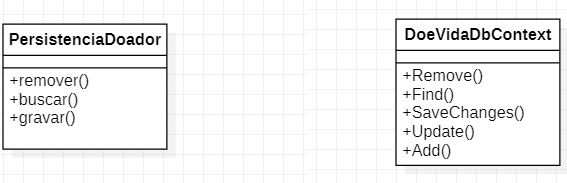 PersistenciaDoador
+remover()
+buscar()
+gravar()
DoeVidaDbContext
+Remove()
+Find()
+SaveChanges()
+Update()
+Add()